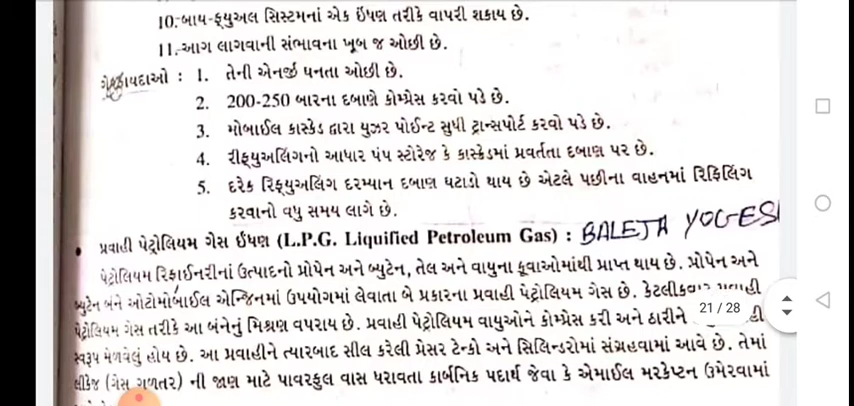 10.-બાય-ફ્યુઅલ સિસ્ટમનાં એક ઇંધણ તરીકે વાપરી શકાય છે.
11.-આગ લાગવાની સંભાવના ખૂબ જ ઓછી છે.
ગેરફાયદાઓ : 1. તેની એનર્જી ઘનતા ઓછી છે.
2. 200-250 બારના દબાણે કોમ્પ્રેસ કરવો પડે છે.
3. મોબાઈલ કાસ્કેડ દ્વારા યુઝર પોઈન્ટ સુધી ટ્રાન્સપોર્ટ કરવો પડે છે.
4. રીફ્યુઅલિંગનો આધાર પંપ સ્ટોરેજ કે કાસ્કેડમાં પ્રવર્તતા દબાણ પર છે.
5. દરેક રિફ્યુઅલિંગ દરમ્યાન દબાણ ઘટાડો થાય છે એટલે પછીના વાહનમાં રિફિલિંગ
કરવાનો વધુ સમય લાગે છે.
• પ્રવાહી પેટ્રોલિયમ ગેસ ઇંધણ (L.P.G. Liquified Petroleum Gas) : BALEJA YOGES
પેટ્રોલિયમ રિફાઈનરીનાં ઉત્પાદનો પ્રોપેન અને બ્યુટેન, તેલ અને વાયુના કૂવાઓમાંથી પ્રાપ્ત થાય છે. પ્રોપેન અને
બ્યુટેન બંને ઓટોમોબાઈલ એન્જિનમાં ઉપયોગમાં લેવાતા બે પ્રકારના પ્રવાહી પેટ્રોલિયમ ગેસ છે. કેટલીકવાર પ્રવાહી
પેટ્રોલિયમ ગેસ તરીકે આ બંનેનું મિશ્રણ વપરાય છે. પ્રવાહી પેટ્રોલિયમ વાયુઓને કોમ્પ્રેસ કરી અને ઠારીને
21 / 28
સ્વરૂપ મેળવેલું હોય છે. આ પ્રવાહીને ત્યારબાદ સીલ કરેલી પ્રેસર ટેન્કો અને સિલિન્ડરોમાં સંગ્રહવામાં આવે છે. તેમાં
લીકેજ (ગેસ ગળતર) ની જાણ માટે પાવરફુલ વાસ ધરાવતા કાર્બનિક પદાર્થ જેવા કે એમાઈલ મરકેપ્ટન ઉમેરવામાં